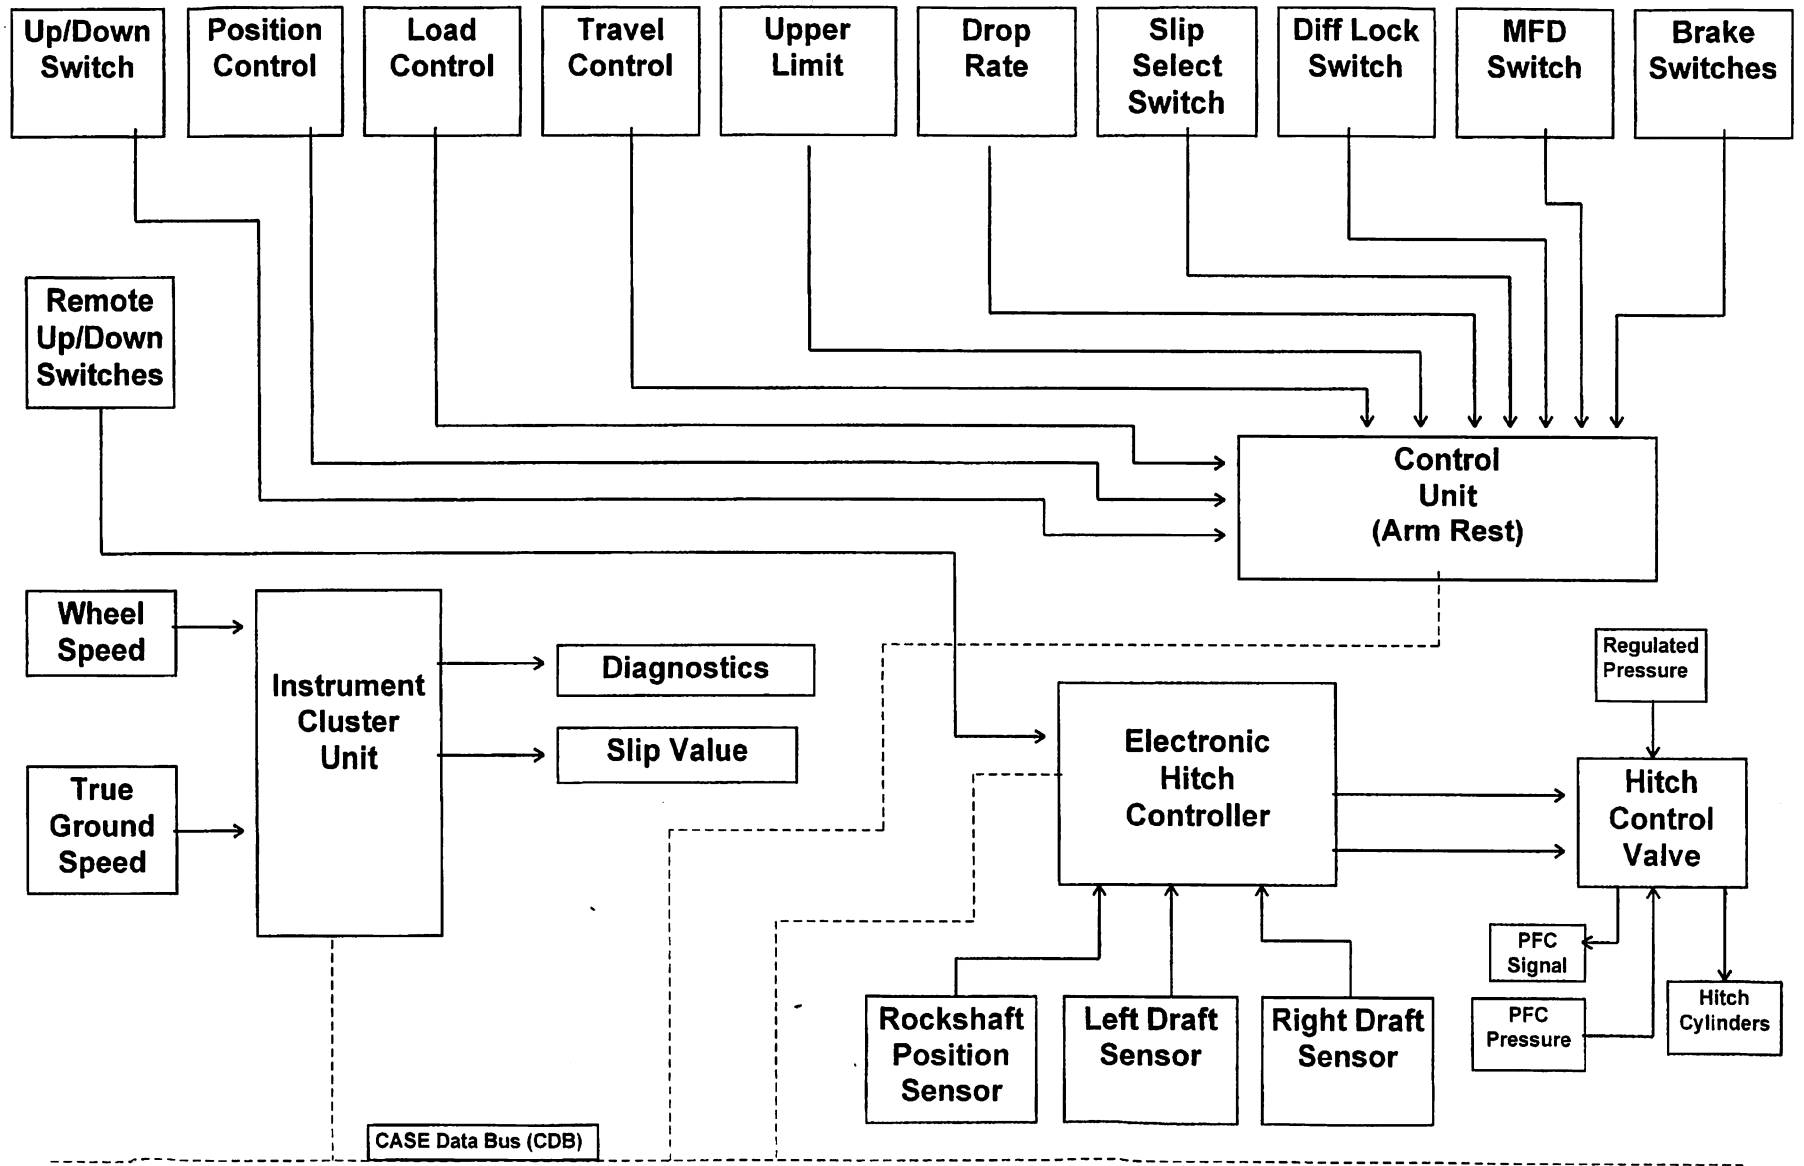 Up/Down
Switch
Position
Control
Load
Control
Travel
Control
Upper
Limit
Drop
Rate
Slip
Select
Switch
Diff Lock
Switch
MFD
Switch
Brake
Switches
Remote
Up/Down
Switches
Control
Unit
(Arm Rest)
Wheel
Speed
True
Ground
Speed
Instrument
Cluster
Unit
Diagnostics
Slip Value
Electronic
Hitch
Controller
Regulated
Pressure
Hitch
Control
Valve
PFC
Signal
PFC
Pressure
Hitch
Cylinders
Rockshaft
Position
Sensor
Left Draft
Sensor
Right Draft
Sensor
CASE Data Bus (CDB)